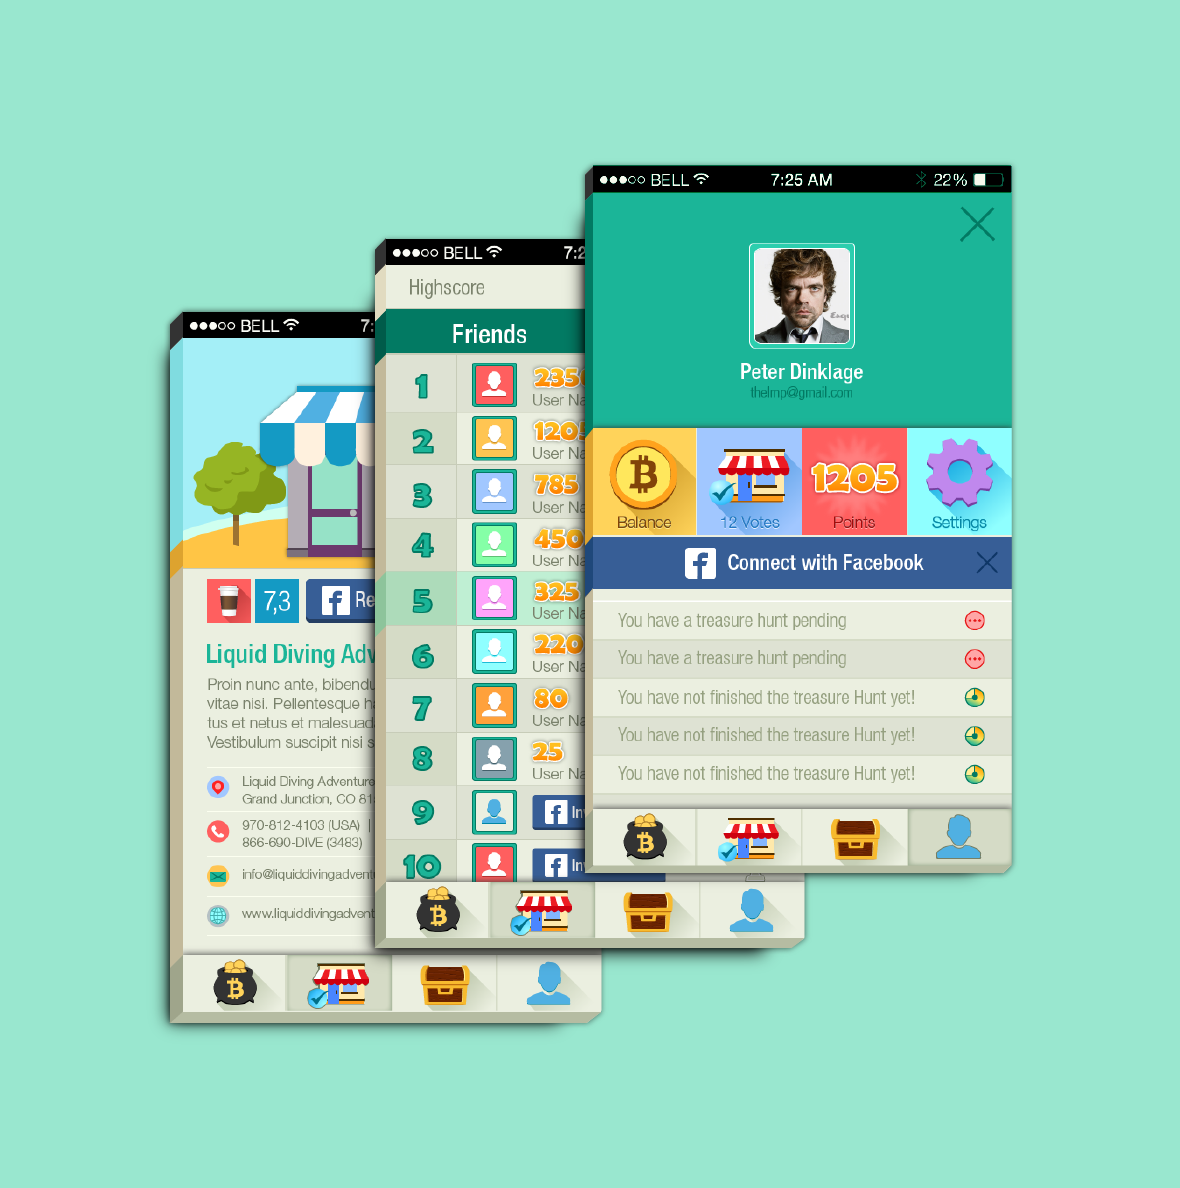 BELL
7:25 AM
22%
Esq
Peter Dinklage
thelmp@gmail.com
Balance
12 Votes
1205
Points
Settings
Connect with Facebook
You have a treasure hunt pending
You have a treasure hunt pending
You have not finished the treasure Hunt yet!
You have not finished the treasure Hunt yet!
You have not finished the treasure Hunt yet!
BELL
7:2
Highscore
Friends
1
235
User Na
2
120
User Na
3
785
User Na
4
450
User Na
5
325
User Na
6
220
User Na
7
80
User Na
8
25
User Na
9
10
BELL
7:
7,3
Re
Liquid Diving Adv
Proin nunc ante, bibendu
vitae nisi. Pellentesque ha
tus et netus et malesuada
Vestibulum suscipit nisi s
Liquid Diving Adventure
Grand Junction, CO 81
970-812-4103 (USA) |
866-690-DIVE (3483)
info@liquiddivingadvent
www.liquiddivingadvent